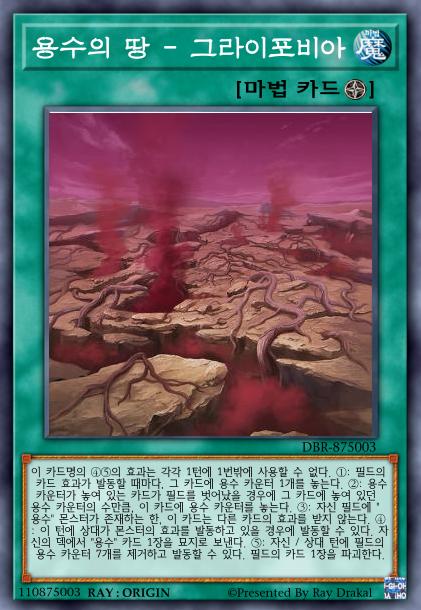 용수의 땅 - 그라이포비아
마법
魔
[마법 카드]
DBR-875003
이 카드명의 ④⑤의 효과는 각각 1턴에 1번밖에 사용할 수 없다. ①: 필드의
카드 효과가 발동할 때마다, 그 카드에 용수 카운터 1개를 놓는다. ②: 용수
카운터가 놓여 있는 카드가 필드를 벗어났을 경우에 그 카드에 놓여 있던
용수 카운터의 수만큼, 이 카드에 용수 카운터를 놓는다. ③: 자신 필드에 "
용수" 몬스터가 존재하는 한, 이 카드는 다른 카드의 효과를 받지 않는다. ④
: 이 턴에 상대가 몬스터의 효과를 발동하고 있을 경우에 발동할 수 있다. 자
신의 덱에서 "용수" 카드 1장을 묘지로 보낸다. ⑤: 자신 / 상대 턴에 필드의
용수 카운터 7개를 제거하고 발동할 수 있다. 필드의 카드 1장을 파괴한다.
110875003 RAY : ORIGIN ©Presented By Ray Drakal